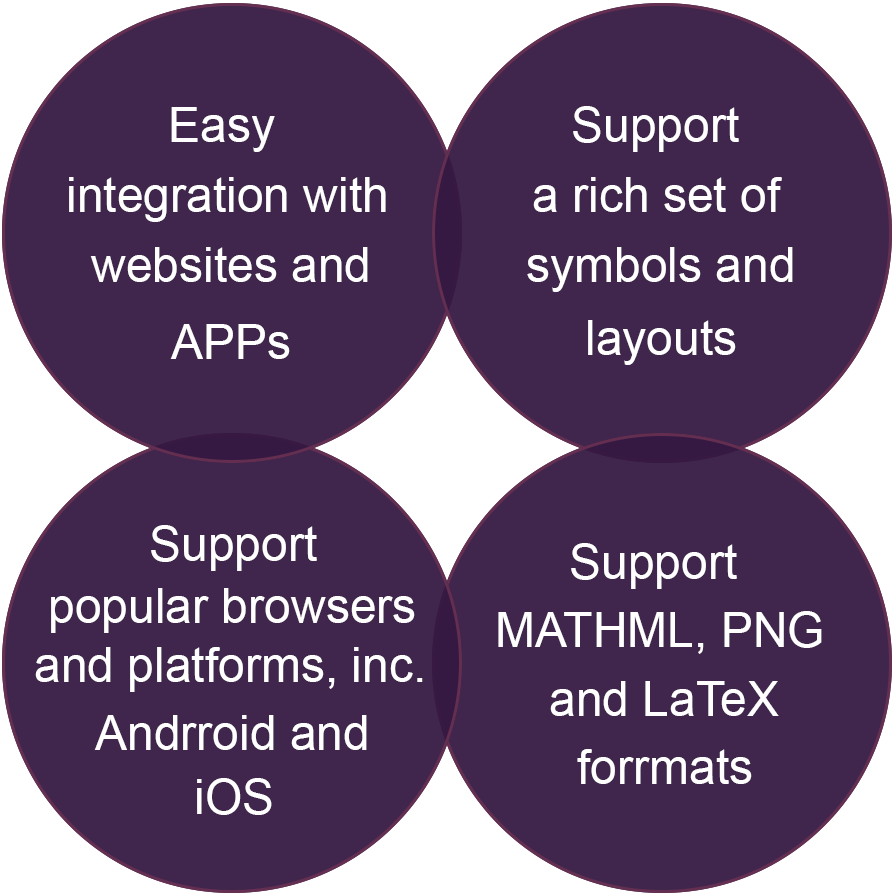 Easy
integration with
websites and
APPs
Support
a rich set of
symbols and
layouts
Support
popular browsers
and platforms, inc.
Andrroid and
iOS
Support
MATHML, PNG
and LaTeX
forrmats